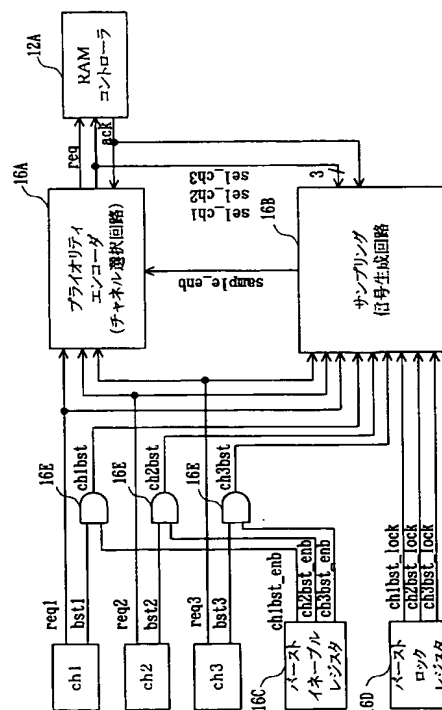 12A
RAM
コントローラ
req
ack
16A
プライオリティ
エンコーダ
(チャネル選択回路)
sel_ch3
sel_ch2
sel_ch1
3
16B
sample_enb
サンプリング
信号生成回路
16E
ch1bst
16E
ch2bst
16E
ch3bst
req1
bst1
req2
bst2
req3
bst3
ch1
ch2
ch3
ch1bst_enb
ch2bst_enb
ch3bst_enb
16C
バースト
イネーブル
レジスタ
ch1bst_lock
ch2bst_lock
ch3bst_lock
16D
バースト
ロック
レジスタ